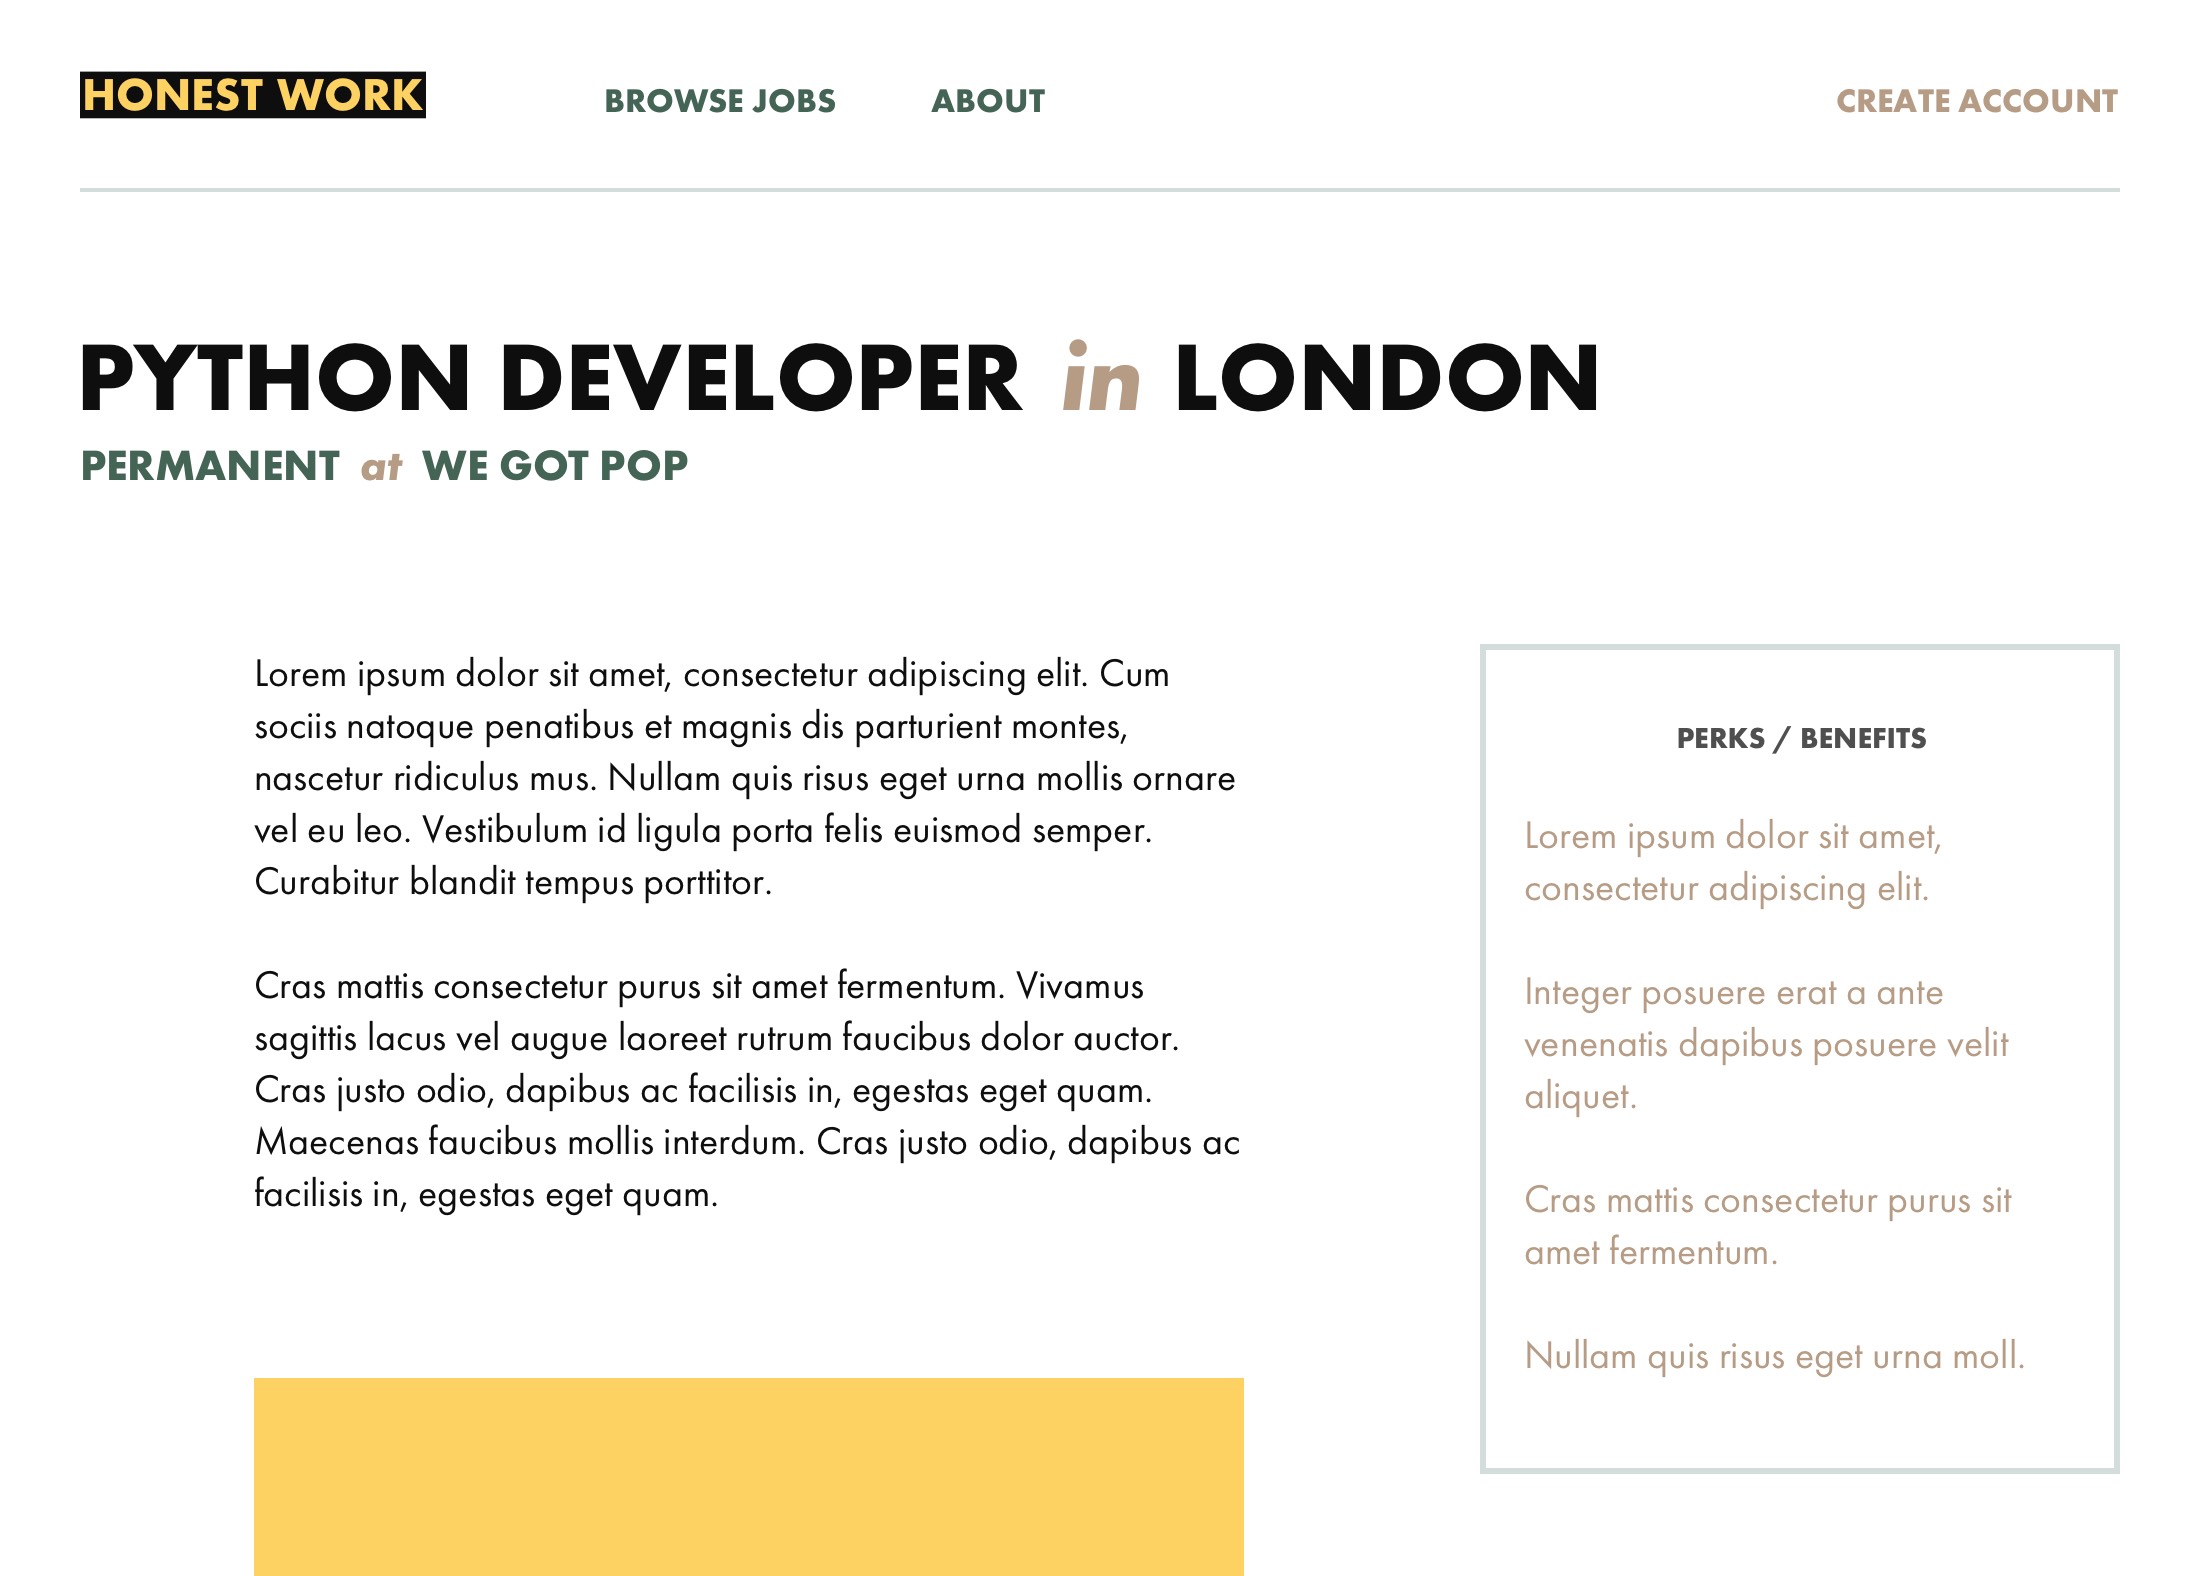 HONEST WORK
BROWSE JOBS
ABOUT
CREATE ACCOUNT
PYTHON DEVELOPER in LONDON
PERMANENT at WE GOT POP
Lorem ipsum dolor sit amet, consectetur adipiscing elit. Cum
sociis natoque penatibus et magnis dis parturient montes,
nascetur ridiculus mus. Nullam quis risus eget urna mollis ornare
vel eu leo. Vestibulum id ligula porta felis euismod semper.
Curabitur blandit tempus porttitor.
Cras mattis consectetur purus sit amet fermentum. Vivamus
sagittis lacus vel augue laoreet rutrum faucibus dolor auctor.
Cras justo odio, dapibus ac facilisis in, egestas eget quam.
Maecenas faucibus mollis interdum. Cras justo odio, dapibus ac
facilisis in, egestas eget quam.
PERKS / BENEFITS
Lorem ipsum dolor sit amet,
consectetur adipiscing elit.
Integer posuere erat a ante
venenatis dapibus posuere velit
aliquet.
Cras mattis consectetur purus sit
amet fermentum.
Nullam quis risus eget urna moll.